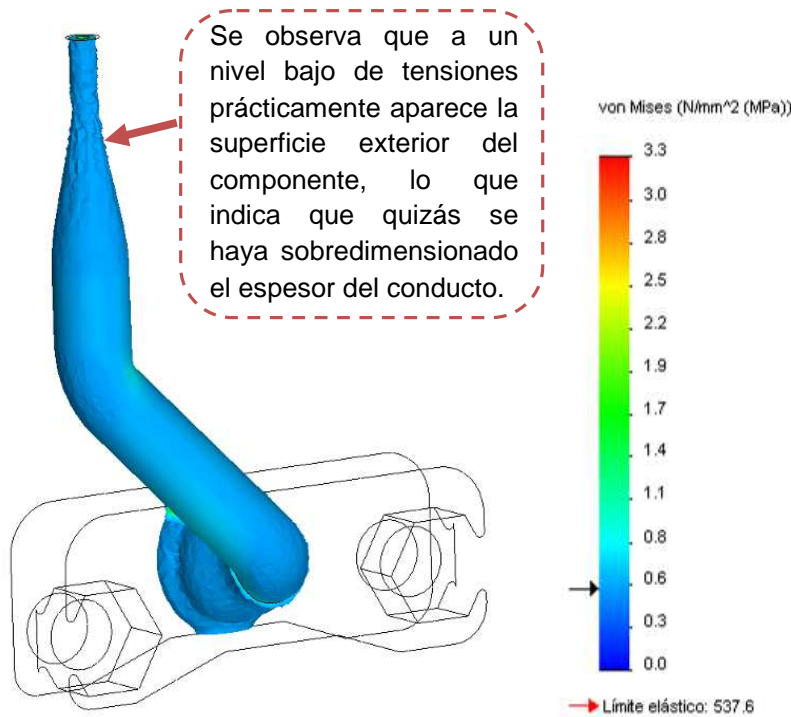 Se observa que a un
nivel bajo de tensiones
prácticamente aparece la
superficie exterior del
componente, lo que
indica que quizás se
haya sobredimensionado
el espesor del conducto.
von Mises (N/mm^2 (MPa))
3.3
3.0
2.8
2.5
2.2
1.9
1.7
1.4
1.1
0.8
0.6
0.3
0.0
Límite elástico: 537.6